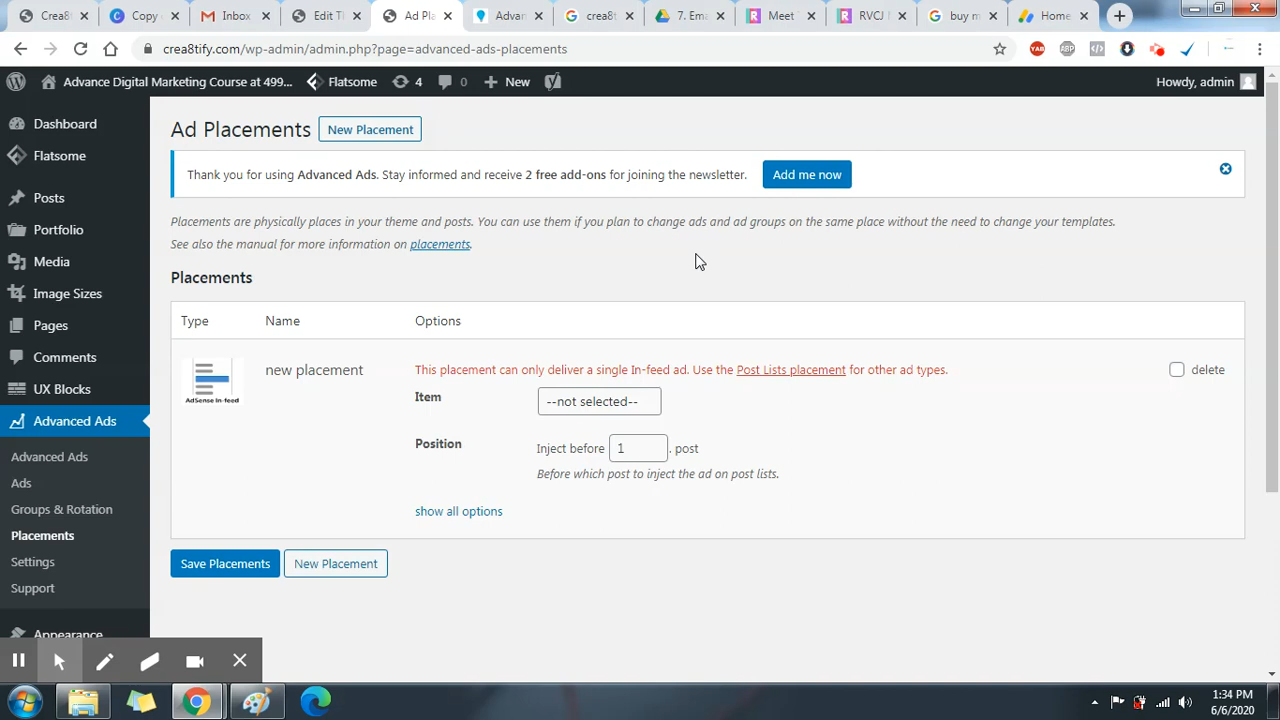 Crea8t
Copy c
Inbox
Edit Th
Ad Pla
Advan
crea8t
7. Ema
Meet
RVCJ M
buy m
Home
crea8tify.com/wp-admin/admin.php?page=advanced-ads-placements
YAB
ABP
Advance Digital Marketing Course at 499...
Flatsome
4
0
New
Howdy, admin
Dashboard
Flatsome
Posts
Portfolio
Media
Image Sizes
Pages
Comments
UX Blocks
Advanced Ads
Advanced Ads
Ads
Groups & Rotation
Placements
Settings
Support
Appearance
Ad Placements
New Placement
Thank you for using Advanced Ads. Stay informed and receive 2 free add-ons for joining the newsletter.
Add me now
Placements are physically places in your theme and posts. You can use them if you plan to change ads and ad groups on the same place without the need to change your templates.
See also the manual for more information on placements.
Placements
Type Name Options
AdSense In-feed
new placement
This placement can only deliver a single In-feed ad. Use the Post Lists placement for other ad types.
delete
Item
--not selected--
Position
Inject before 1 . post
Before which post to inject the ad on post lists.
show all options
Save Placements
New Placement
1:34 PM
6/6/2020